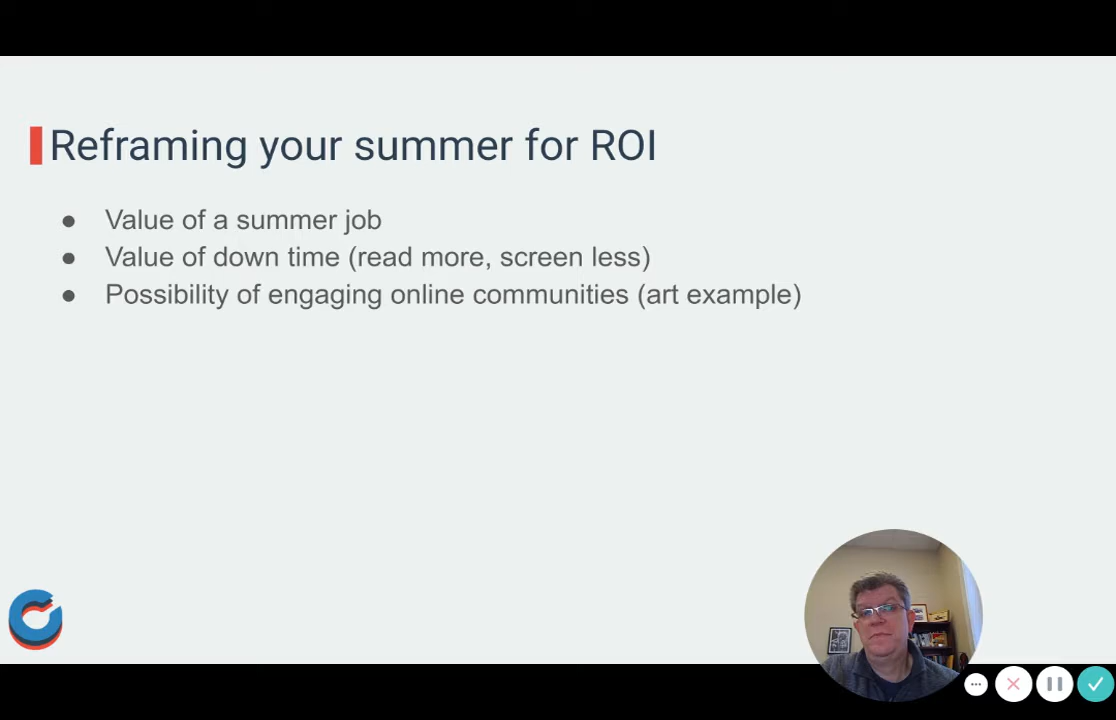 Reframing your summer for ROI
● Value of a summer job
● Value of down time (read more, screen less)
● Possibility of engaging online communities (art example)